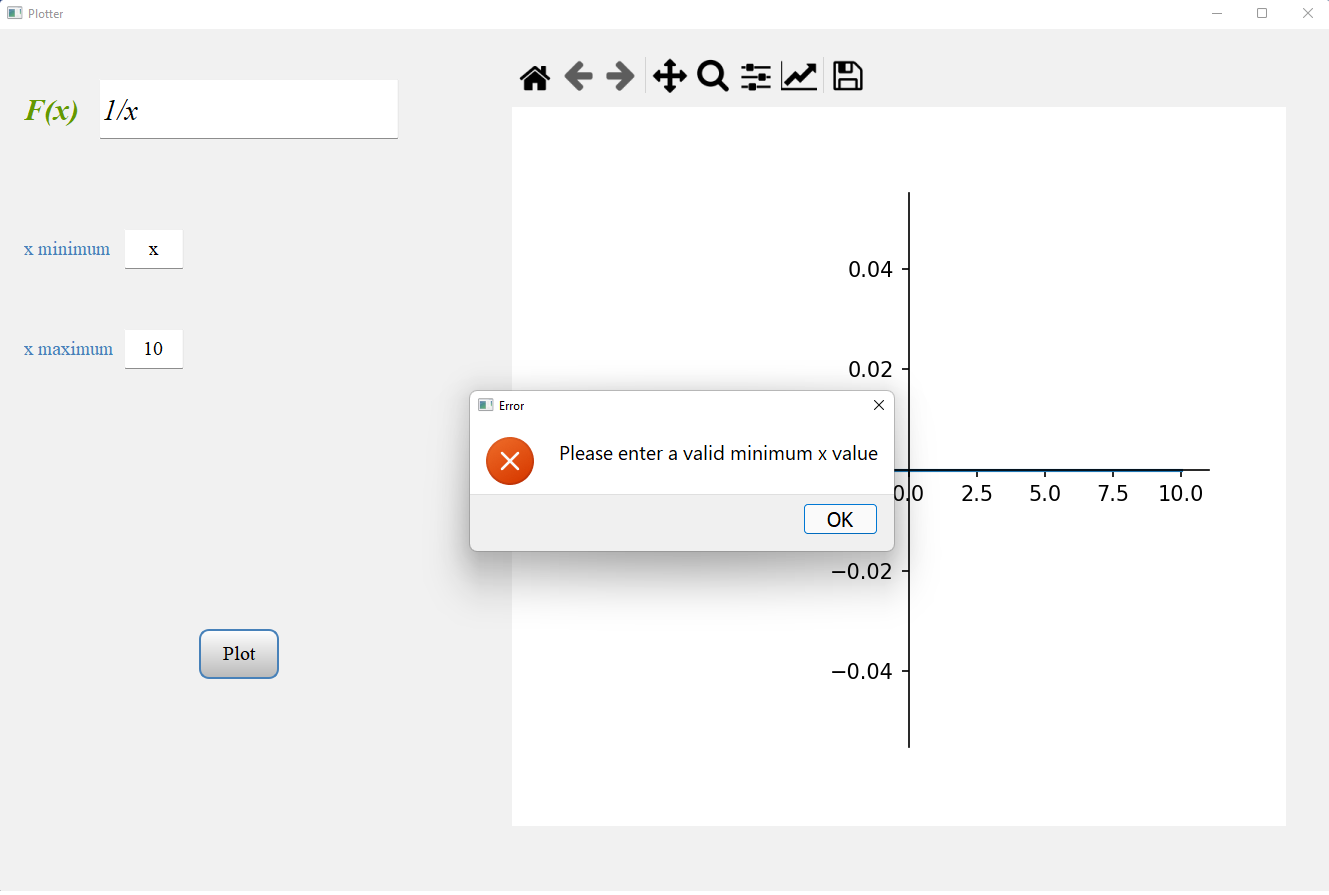 Plotter
F(x) 1/x
x minimum x
x maximum 10
Plot
0.04
0.02
0.0 2.5 5.0 7.5 10.0
−0.02
−0.04
Error
Please enter a valid minimum x value
OK